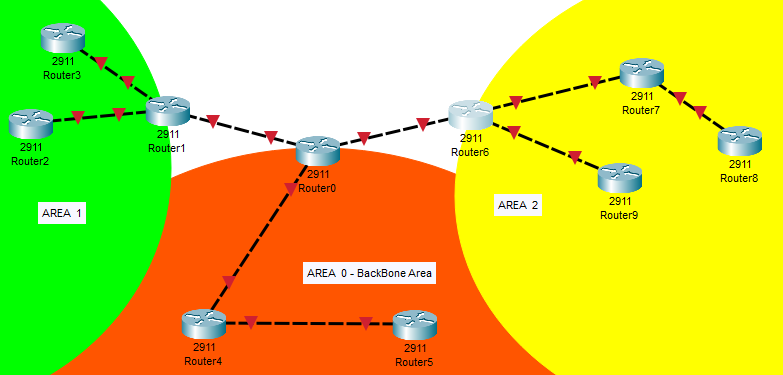 2911
Router3
2911
Router2
2911
Router1
2911
Router0
2911
Router6
2911
Router7
2911
Router8
2911
Router9
AREA 1
AREA 2
AREA 0 - BackBone Area
2911
Router4
2911
Router5